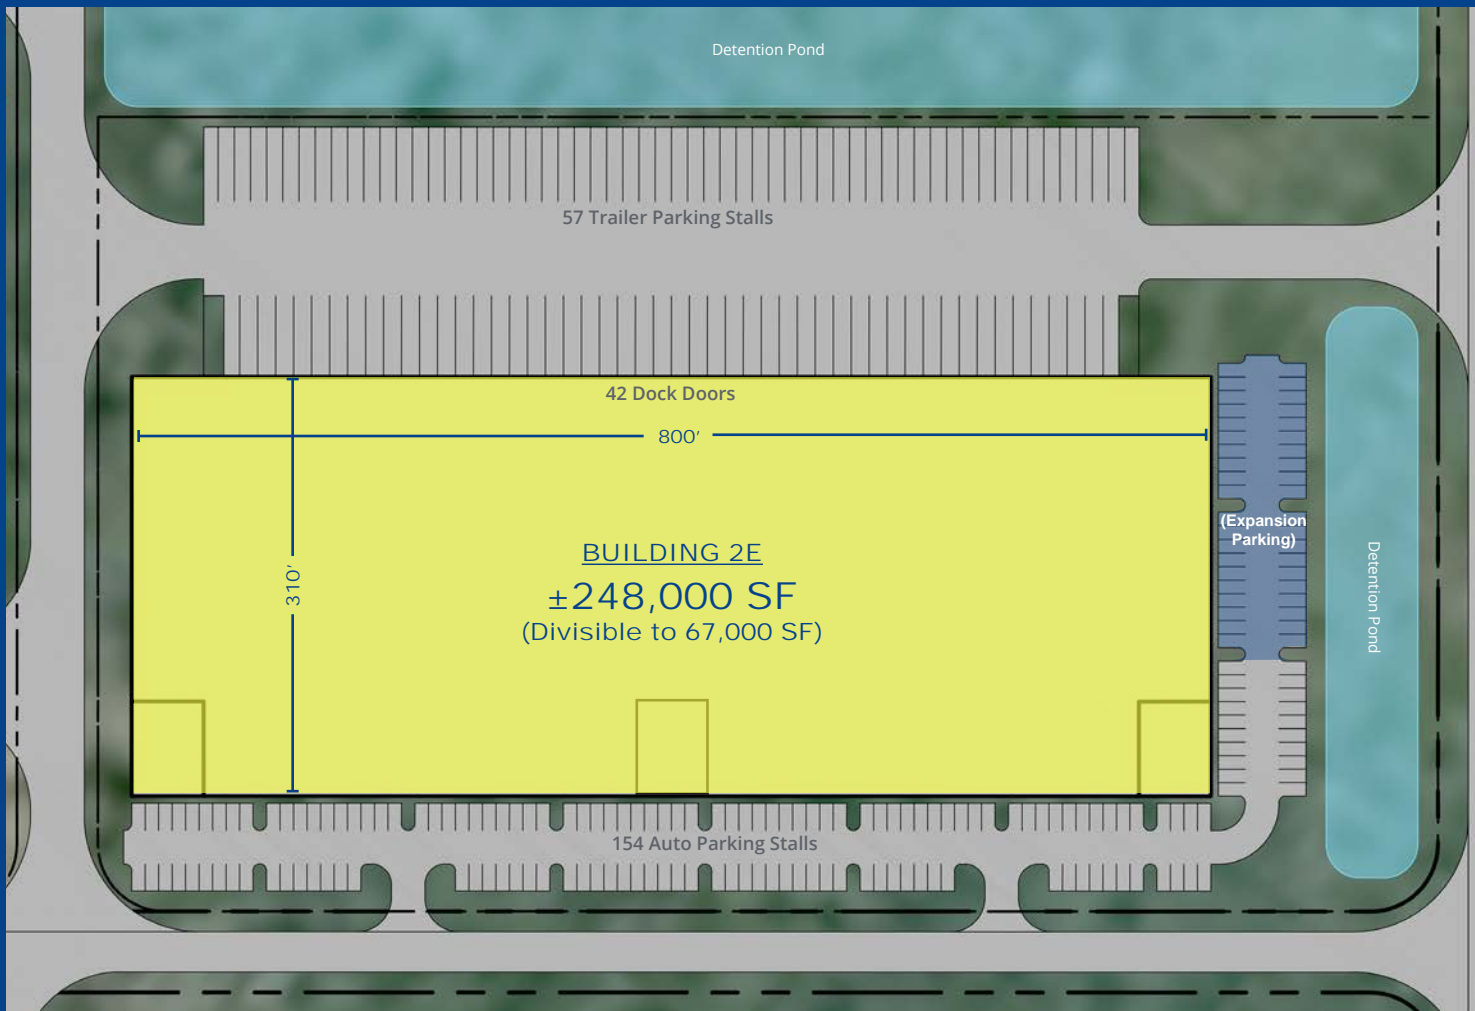 Detention Pond
57 Trailer Parking Stalls
42 Dock Doors
800'
310'
BUILDING 2E
±248,000 SF
(Divisible to 67,000 SF)
(Expansion
Parking)
Detention Pond
154 Auto Parking Stalls